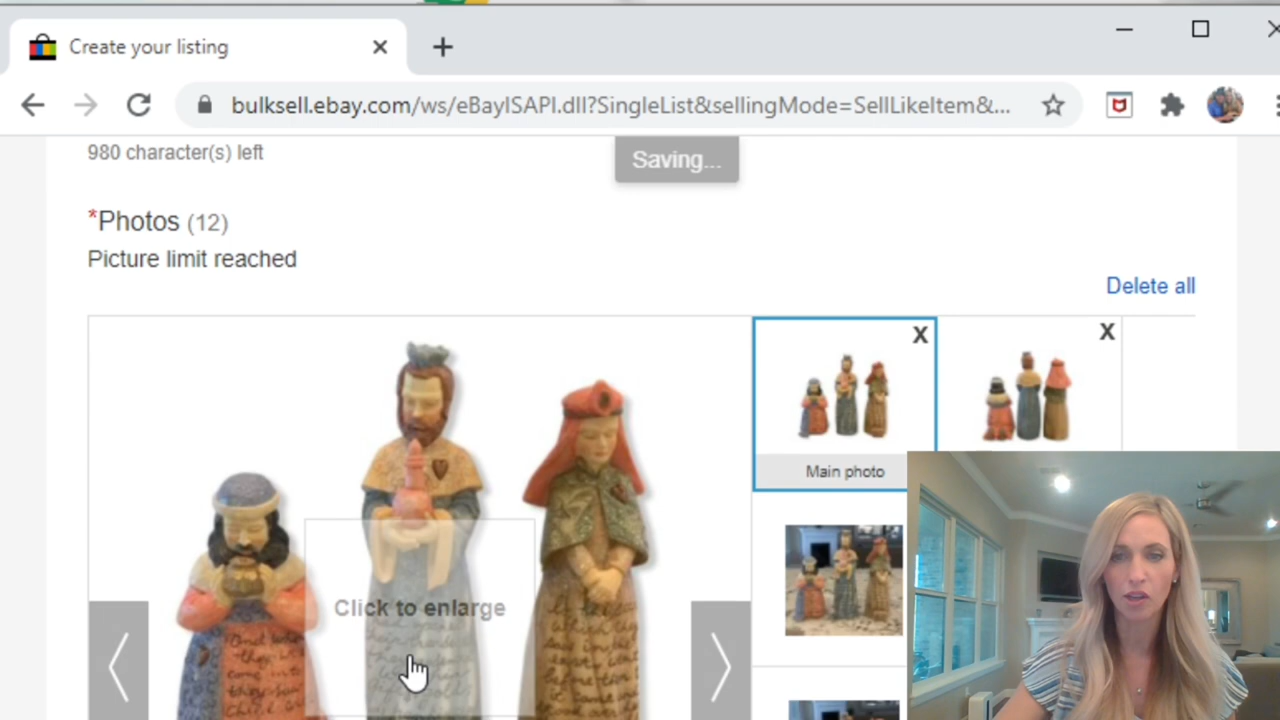 Create your listing
bulksell.ebay.com/ws/eBayISAPI.dll?SingleList&sellingMode=SellLikeItem&...
980 character(s) left
Saving...
*Photos (12)
Picture limit reached
Delete all
X
X
Main photo
Click to enlarge